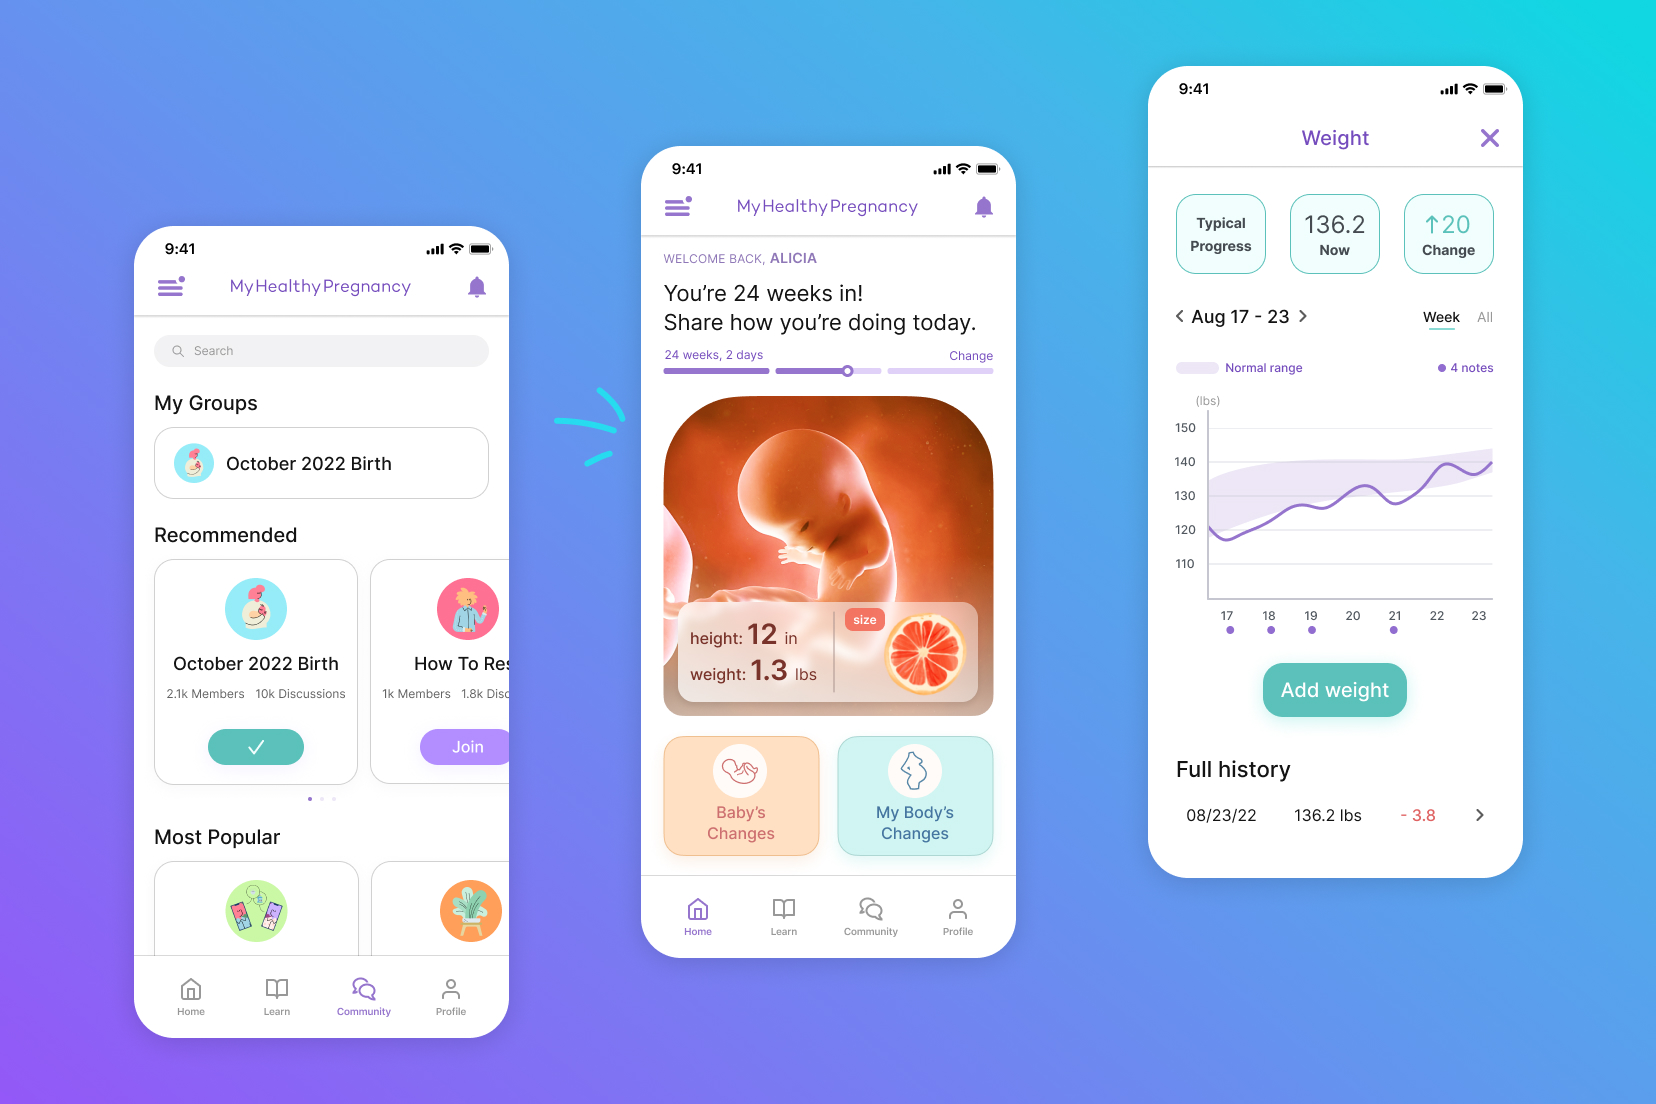 9:41
MyHealthyPregnancy
Search
My Groups
October 2022 Birth
Recommended
October 2022 Birth
2.1k Members 10k Discussions
How To Res
1k Members 1.8k Disc
Join
Most Popular
Home Learn Community Profile
9:41
MyHealthyPregnancy
WELCOME BACK, ALICIA
You're 24 weeks in!
Share how you're doing today.
24 weeks, 2 days Change
size
height: 12 in
weight: 1.3 lbs
Baby's
Changes
My Body's
Changes
Home Learn Community Profile
9:41
Weight
Typical
Progress
136.2
Now
↑20
Change
Aug 17 - 23
Week All
Normal range 4 notes
(lbs)
150
140
130
120
110
17 18 19 20 21 22 23
Add weight
Full history
08/23/22 136.2 lbs - 3.8